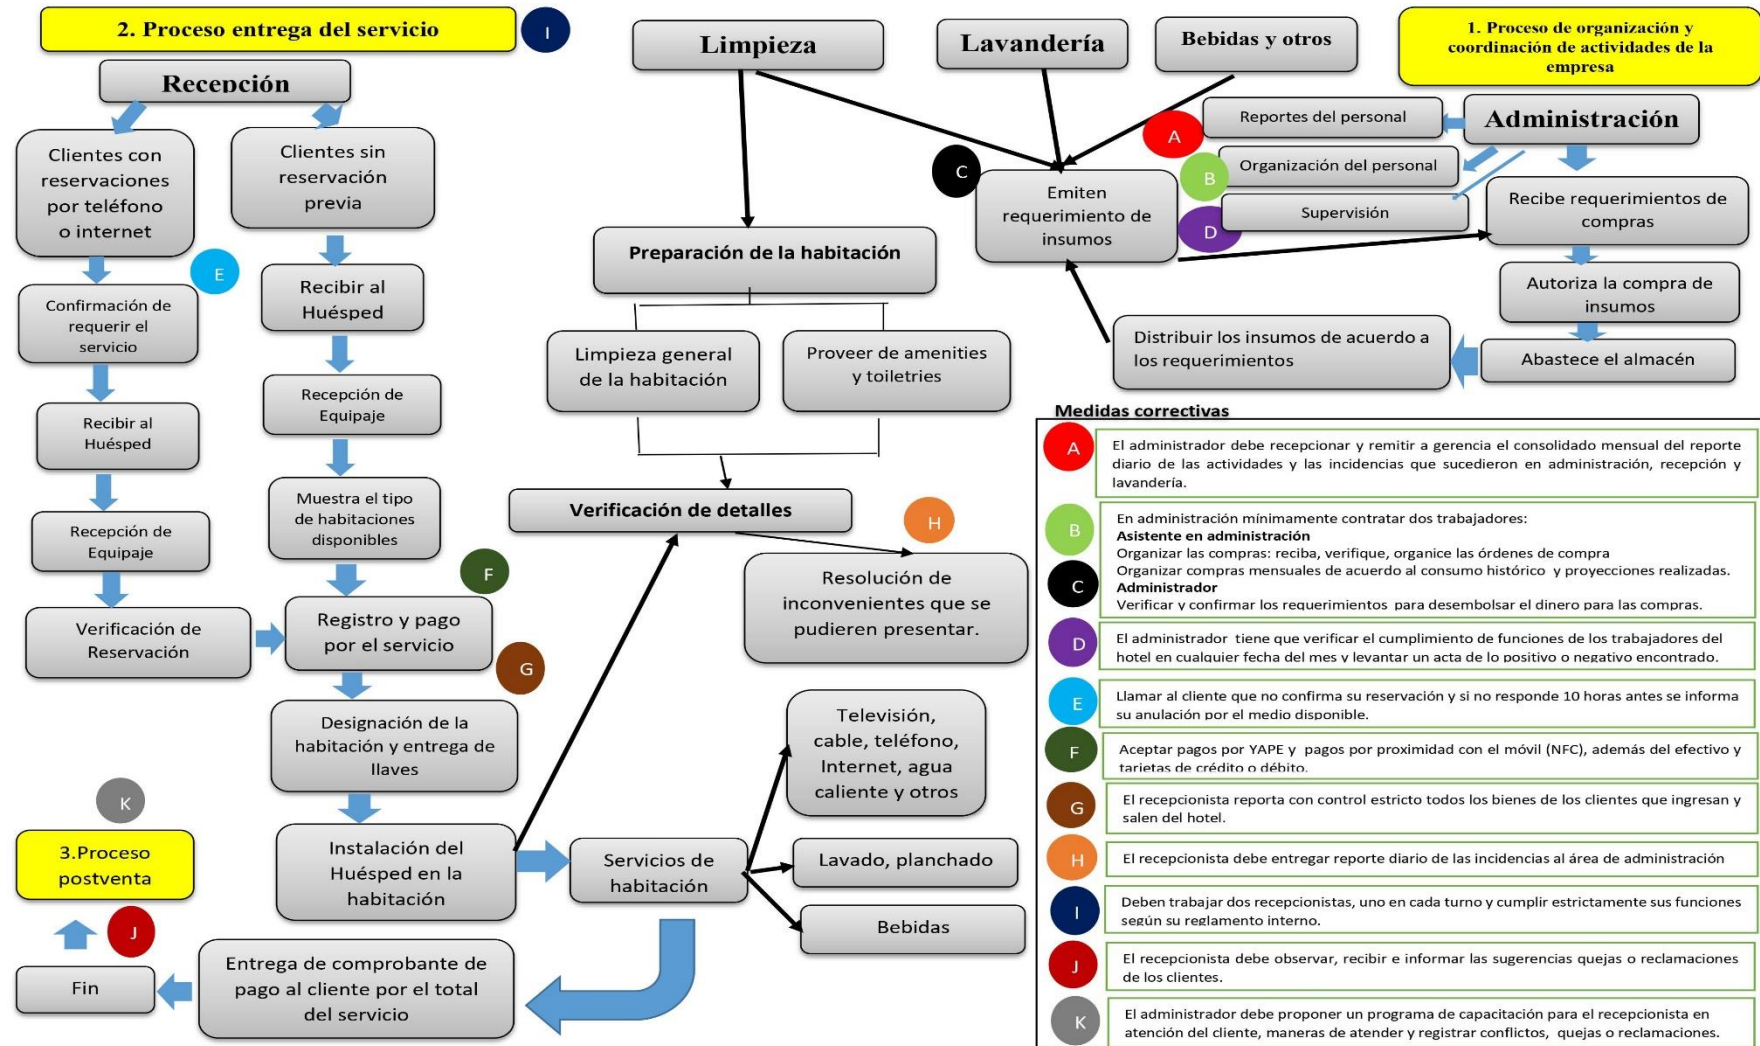 2. Proceso entrega del servicio
I
Recepción
Clientes con
reservaciones
por teléfono
o internet
Clientes sin
reservación
previa
E
Confirmación de
requerir el
servicio
Recibir al
Huésped
Recibir al
Huésped
Recepción de
Equipaje
Recepción de
Equipaje
Muestra el tipo
de habitaciones
disponibles
F
Verificación de
Reservación
Registro y pago
por el servicio
G
Designación de la
habitación y entrega de
llaves
Instalación del
Huésped en la
habitación
K
3.Proceso
postventa
J
Fin
Entrega de comprobante de
pago al cliente por el total
del servicio
Limpieza
Lavandería
Bebidas y otros
Preparación de la habitación
Limpieza general
de la habitación
Proveer de amenities
y toiletries
Verificación de detalles
H
Resolución de
inconvenientes que se
pudieren presentar.
Servicios de
habitación
Televisión,
cable, teléfono,
Internet, agua
caliente y otros
Lavado, planchado
Bebidas
1. Proceso de organización y
coordinación de actividades de la
empresa
Administración
A
Reportes del personal
B
Organización del personal
D
Supervisión
C
Emiten
requerimiento de
insumos
Recibe requerimientos de
compras
Autoriza la compra de
insumos
Abastece el almacén
Distribuir los insumos de acuerdo a
los requerimientos
Medidas correctivas
A
El administrador debe recepcionar y remitir a gerencia el consolidado mensual del reporte
diario de las actividades y las incidencias que sucedieron en administración, recepción y
lavandería.
B
En administración mínimamente contratar dos trabajadores:
Asistente en administración
Organizar las compras: reciba, verifique, organice las órdenes de compra
Organizar compras mensuales de acuerdo al consumo histórico y proyecciones realizadas.
C
Administrador
Verificar y confirmar los requerimientos para desembolsar el dinero para las compras.
D
El administrador tiene que verificar el cumplimiento de funciones de los trabajadores del
hotel en cualquier fecha del mes y levantar un acta de lo positivo o negativo encontrado.
E
Llamar al cliente que no confirma su reservación y si no responde 10 horas antes se informa
su anulación por el medio disponible.
F
Aceptar pagos por YAPE y pagos por proximidad con el móvil (NFC), además del efectivo y
tarjetas de crédito o débito.
G
El recepcionista reporta con control estricto todos los bienes de los clientes que ingresan y
salen del hotel.
H
El recepcionista debe entregar reporte diario de las incidencias al área de administración
I
Deben trabajar dos recepcionistas, uno en cada turno y cumplir estrictamente sus funciones
según su reglamento interno.
J
El recepcionista debe observar, recibir e informar las sugerencias quejas o reclamaciones
de los clientes.
K
El administrador debe proponer un programa de capacitación para el recepcionista en
atención del cliente, maneras de atender y registrar conflictos, quejas o reclamaciones.